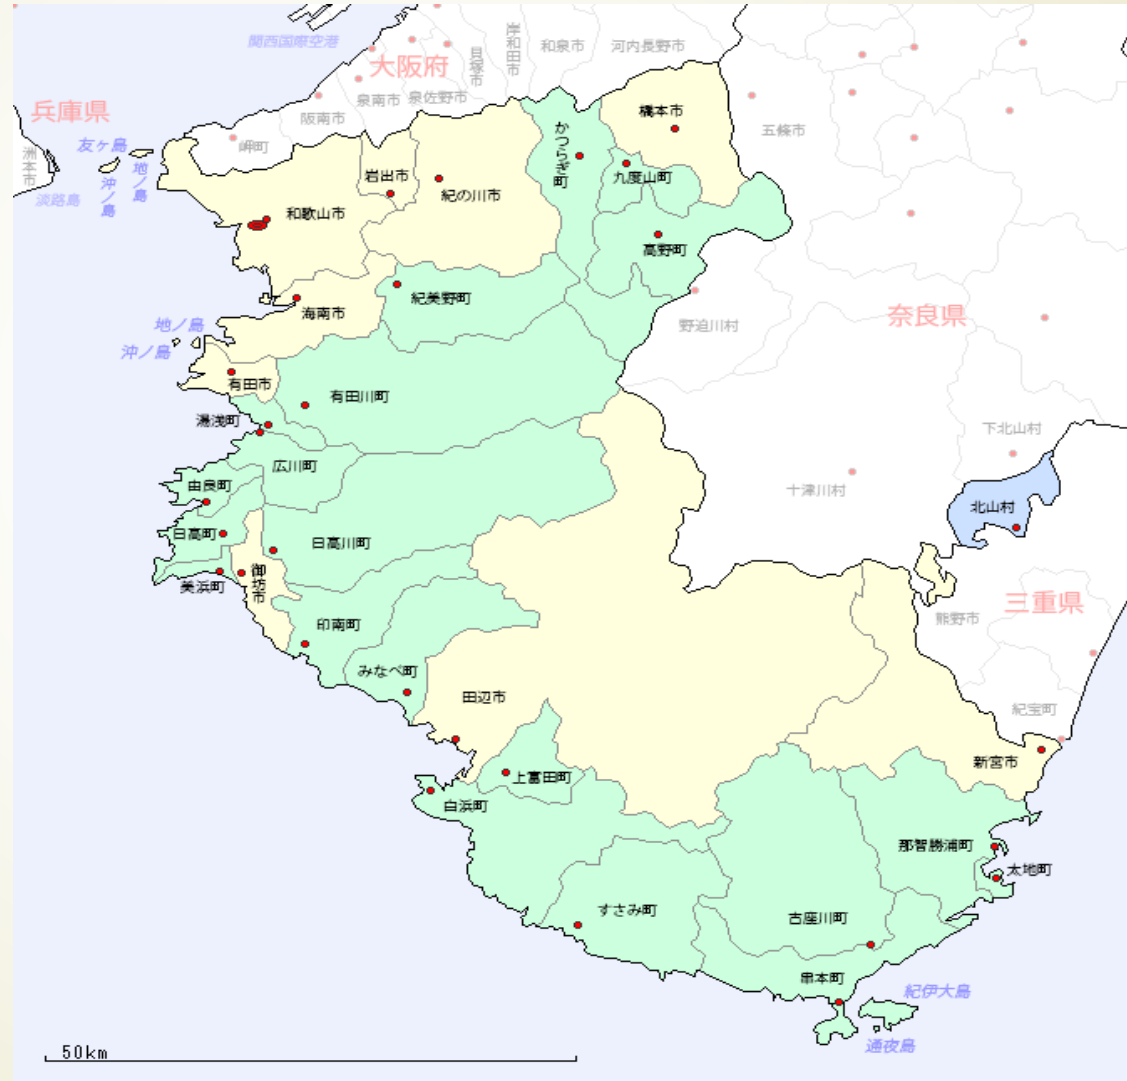 関西国際空港
大阪府
貝塚市
岸和田市
和泉市
河内長野市
兵庫県
阪南市
泉南市
泉佐野市
岬町
洲本市
淡路島
友ヶ島
地ノ島
沖ノ島
橋本市
五條市
かつらぎ町
九度山町
岩出市
紀の川市
和歌山市
高野町
紀美野町
海南市
地ノ島
沖ノ島
野迫川村
奈良県
有田市
有田川町
湯浅町
広川町
下北山村
十津川村
北山村
由良町
日高町
日高川町
美浜町
御坊市
印南町
三重県
熊野市
みなべ町
田辺市
紀宝町
新宮市
上富田町
白浜町
那智勝浦町
太地町
すさみ町
古座川町
串本町
紀伊大島
通夜島
50km